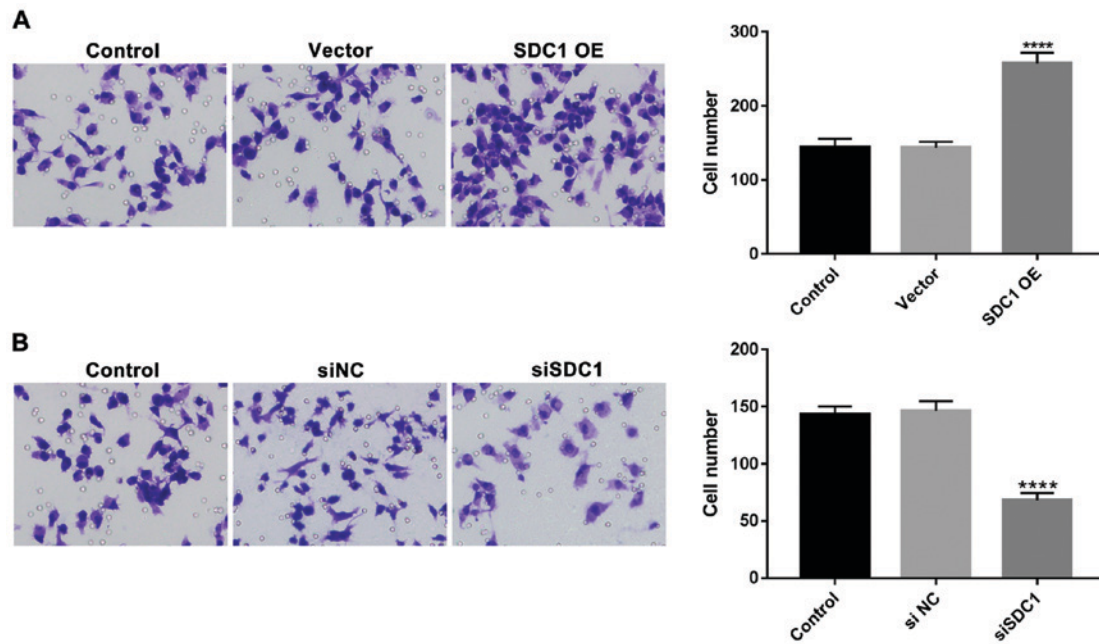 A
Control Vector SDC1 OE
Cell number
300
200
100
0
****
Control Vector SDC1 OE
B
Control siNC siSDC1
Cell number
200
150
100
50
0
****
Control si NC siSDC1